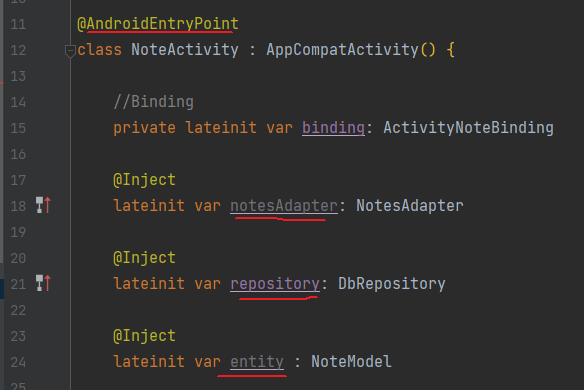 11 @AndroidEntryPoint
12 class NoteActivity : AppCompatActivity() {
13
14 //Binding
15 private lateinit var binding: ActivityNoteBinding
16
17 @Inject
18 lateinit var notesAdapter: NotesAdapter
19
20 @Inject
21 lateinit var repository: DbRepository
22
23 @Inject
24 lateinit var entity : NoteModel
25